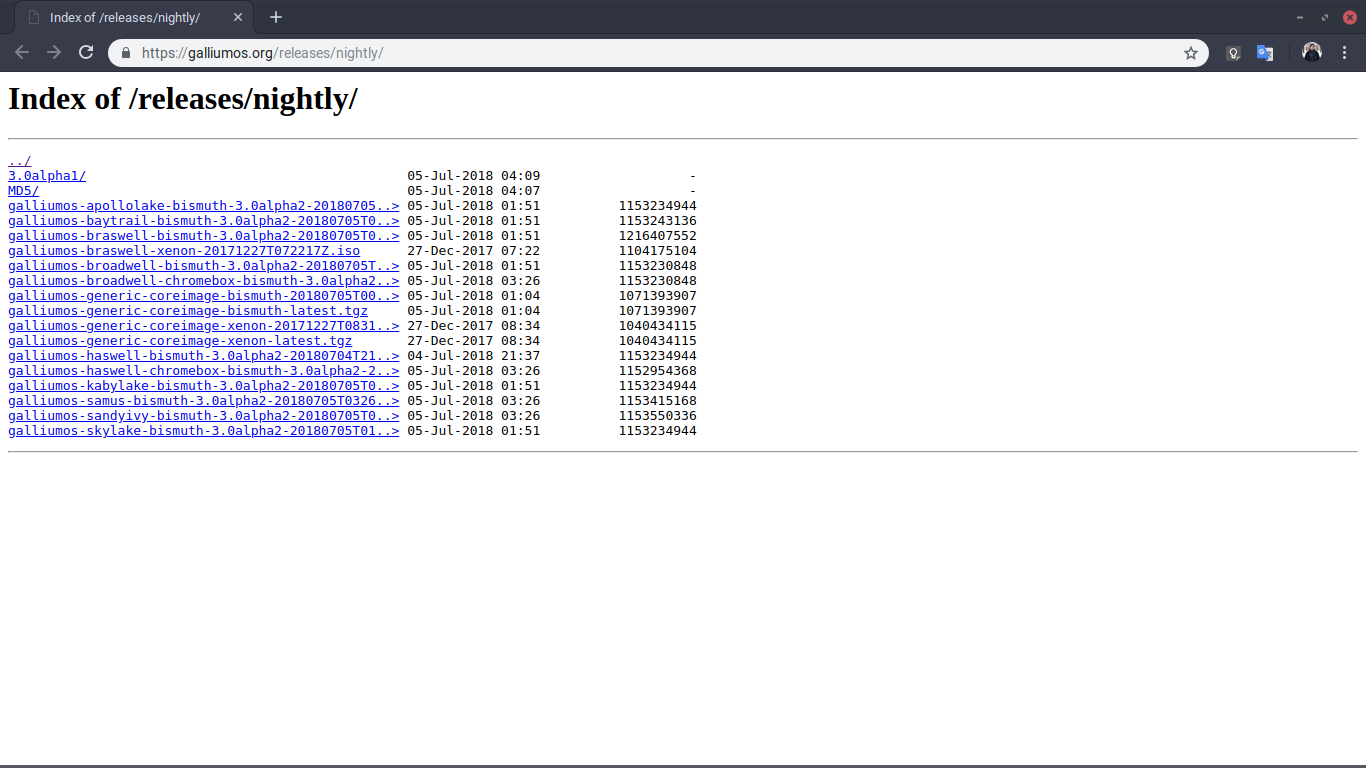 Index of /releases/nightly/
https://galliumos.org/releases/nightly/
Index of /releases/nightly/
../
3.0alpha1/ 05-Jul-2018 04:09 -
MD5/ 05-Jul-2018 04:07 -
galliumos-apollolake-bismuth-3.0alpha2-20180705..> 05-Jul-2018 01:51 1153234944
galliumos-baytrail-bismuth-3.0alpha2-20180705T0..> 05-Jul-2018 01:51 1153243136
galliumos-braswell-bismuth-3.0alpha2-20180705T0..> 05-Jul-2018 01:51 1216407552
galliumos-braswell-xenon-20171227T072217Z.iso 27-Dec-2017 07:22 1104175104
galliumos-broadwell-bismuth-3.0alpha2-20180705T..> 05-Jul-2018 01:51 1153230848
galliumos-broadwell-chromebox-bismuth-3.0alpha2..> 05-Jul-2018 03:26 1153230848
galliumos-generic-coreimage-bismuth-20180705T00..> 05-Jul-2018 01:04 1071393907
galliumos-generic-coreimage-bismuth-latest.tgz 05-Jul-2018 01:04 1071393907
galliumos-generic-coreimage-xenon-20171227T0831..> 27-Dec-2017 08:34 1040434115
galliumos-generic-coreimage-xenon-latest.tgz 27-Dec-2017 08:34 1040434115
galliumos-haswell-bismuth-3.0alpha2-20180704T21..> 04-Jul-2018 21:37 1153234944
galliumos-haswell-chromebox-bismuth-3.0alpha2-2..> 05-Jul-2018 03:26 1152954368
galliumos-kabylake-bismuth-3.0alpha2-20180705T0..> 05-Jul-2018 01:51 1153234944
galliumos-samus-bismuth-3.0alpha2-20180705T0326..> 05-Jul-2018 03:26 1153415168
galliumos-sandyivy-bismuth-3.0alpha2-20180705T0..> 05-Jul-2018 03:26 1153550336
galliumos-skylake-bismuth-3.0alpha2-20180705T01..> 05-Jul-2018 01:51 1153234944